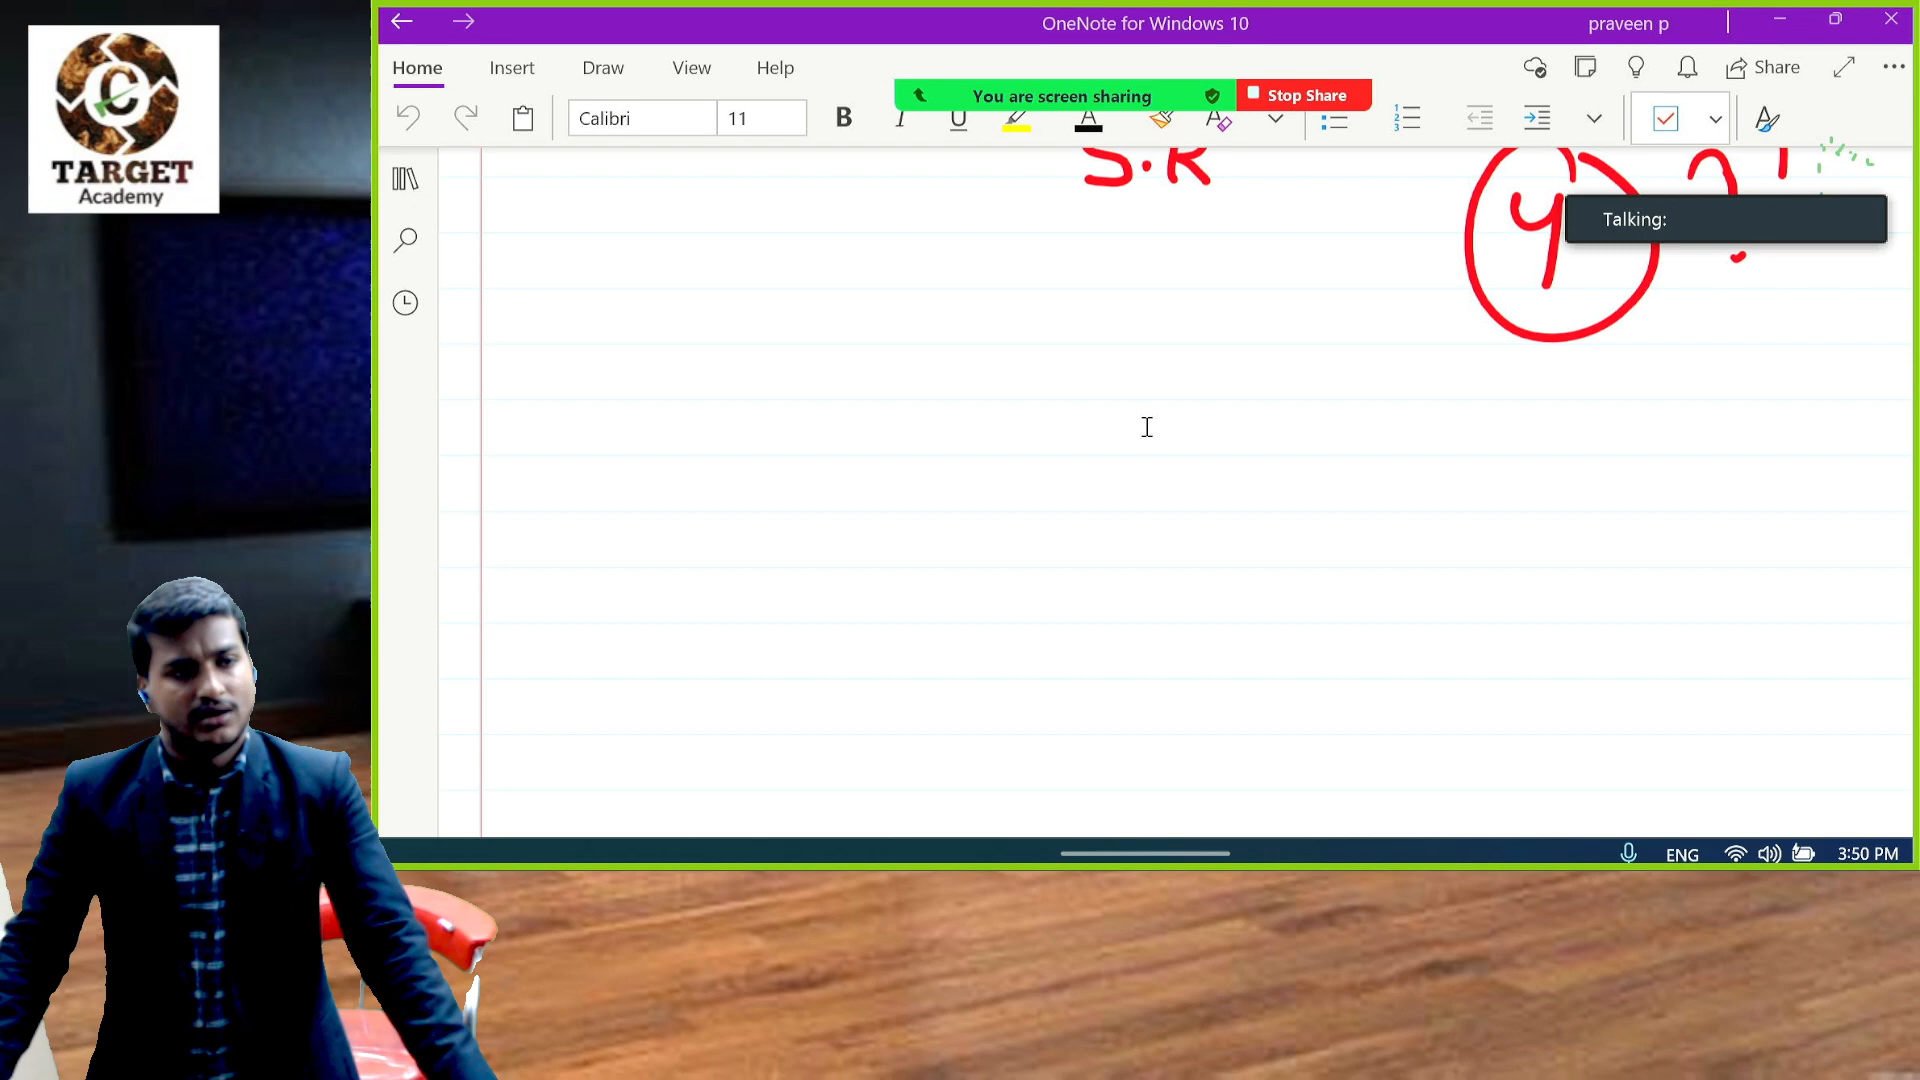 OneNote for Windows 10
praveen p
Home Insert Draw View Help
Share
You are screen sharing
Stop Share
Calibri
11
B I U A A
S.R
4 ?
Talking:
C
TARGET
Academy
ENG
3:50 PM